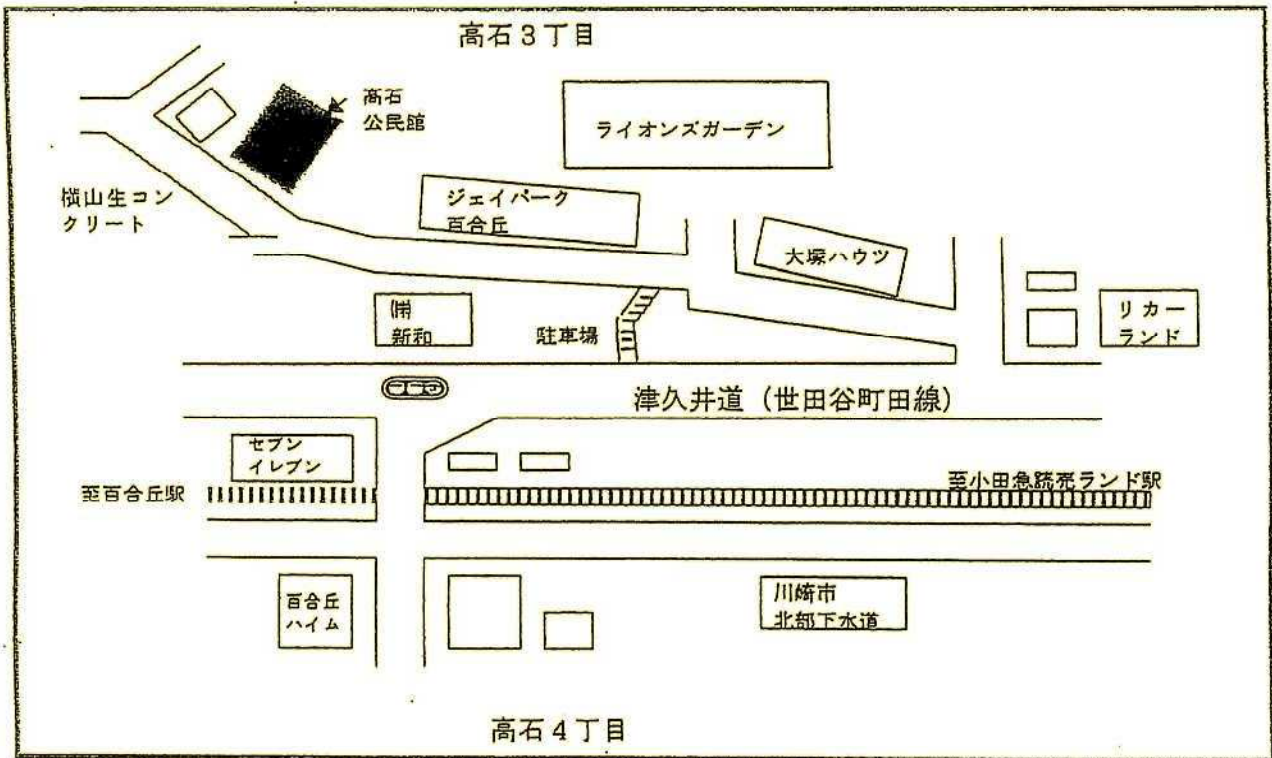 高石3丁目
高石
公民館
ライオンズガーデン
横山生コン
クリート
ジェイパーク
百合丘
大塚ハウツ
㈲
新和
駐車場
リカー
ランド
津久井道(世田谷町田線)
セブン
イレブン
至百合丘駅
至小田急読売ランド駅
百合丘
ハイム
川崎市
北部下水道
高石4丁目